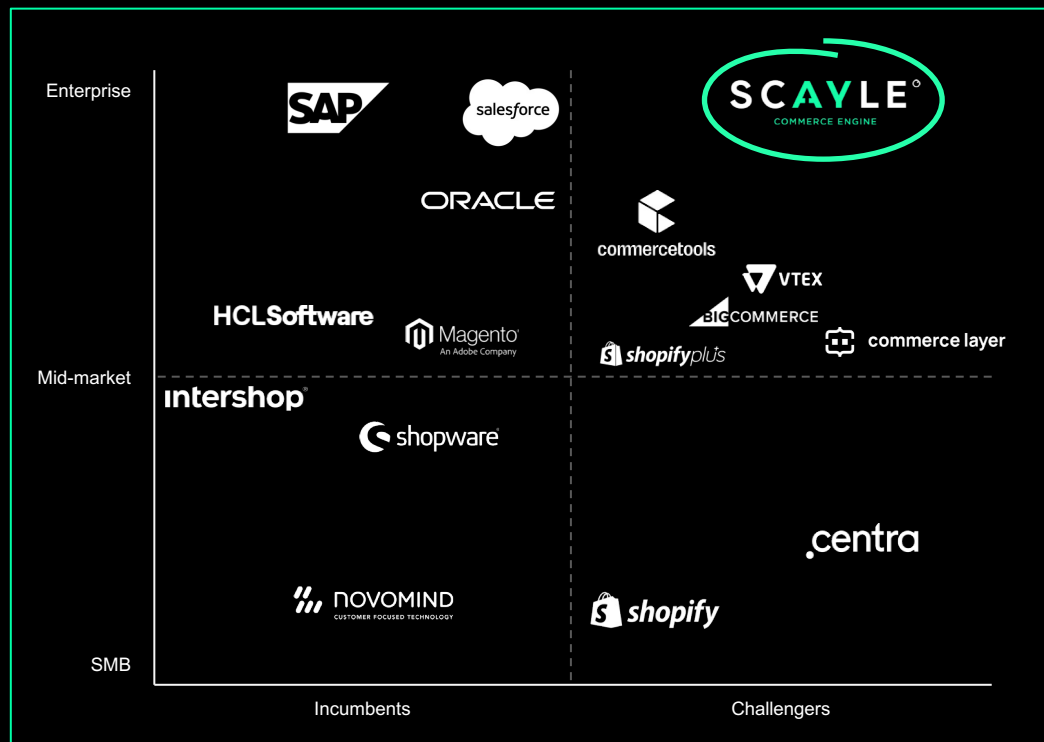 Enterprise
SAP
salesforce
SCAYLE
COMMERCE ENGINE
ORACLE
commercetools
VTEX
HCLSoftware
BIGCOMMERCE
Magento®
An Adobe Company
shopifyplus
commerce layer
Mid-market
intershop®
shopware®
.centra
NOVOMIND
CUSTOMER FOCUSED TECHNOLOGY
shopify
SMB
Incumbents
Challengers